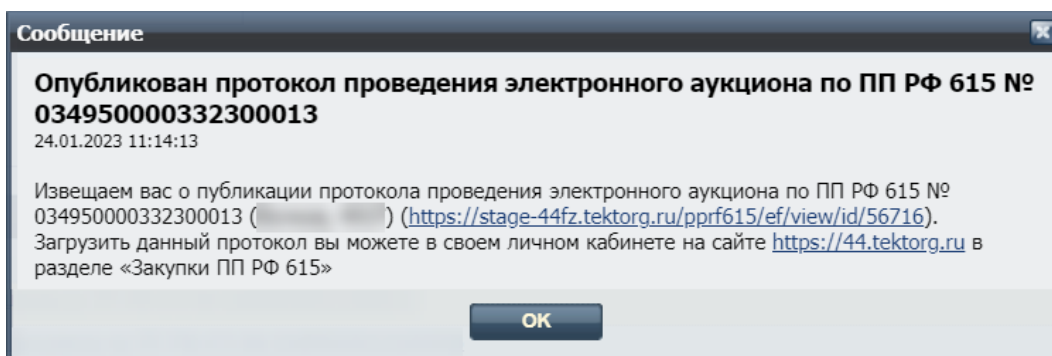 Сообщение
Опубликован протокол проведения электронного аукциона по ПП РФ 615 №
034950000332300013
24.01.2023 11:14:13
Извещаем вас о публикации протокола проведения электронного аукциона по ПП РФ 615 №
034950000332300013 ( ) (https://stage-44fz.tektorg.ru/pprf615/ef/view/id/56716).
Загрузить данный протокол вы можете в своем личном кабинете на сайте https://44.tektorg.ru в
разделе «Закупки ПП РФ 615»
ОК